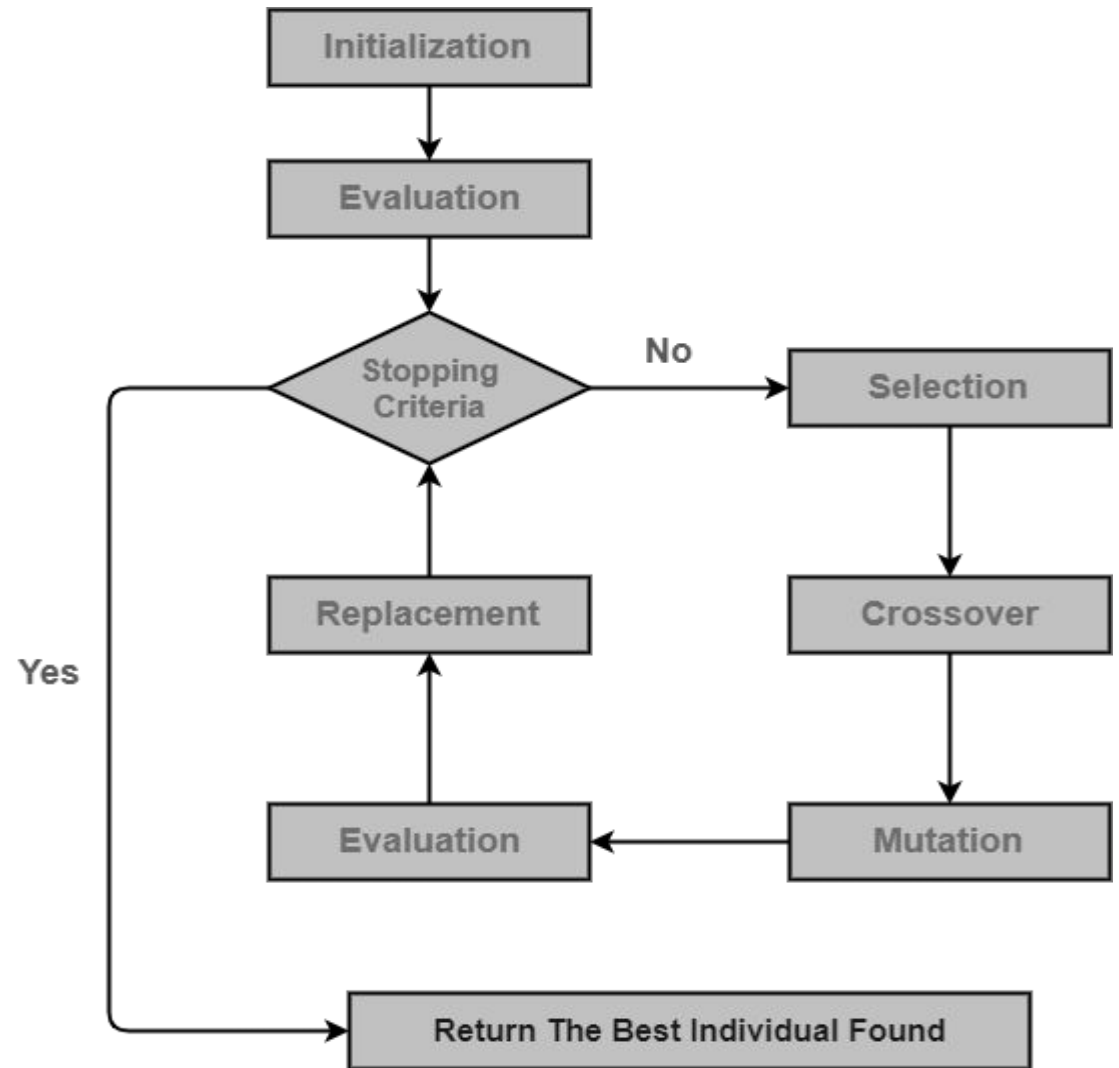 Initialization
Evaluation
Stopping
Criteria
No
Selection
Replacement
Crossover
Yes
Evaluation
Mutation
Return The Best Individual Found